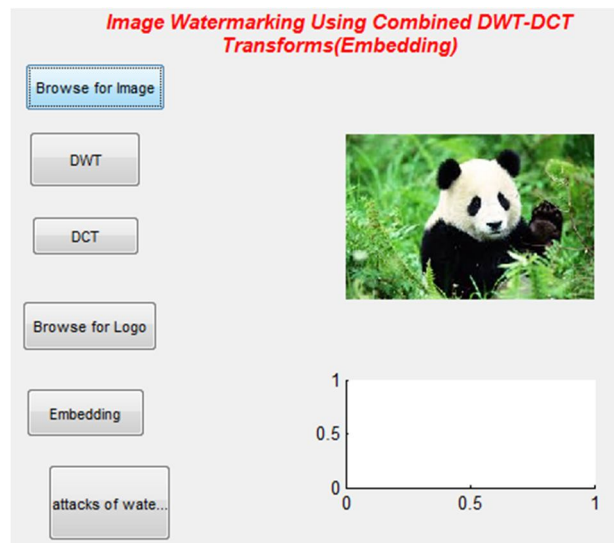 Image Watermarking Using Combined DWT-DCT
Transforms(Embedding)
Browse for Image
DWT
DCT
Browse for Logo
Embedding
attacks of wate...
1
0.5
0
0
0.5
1